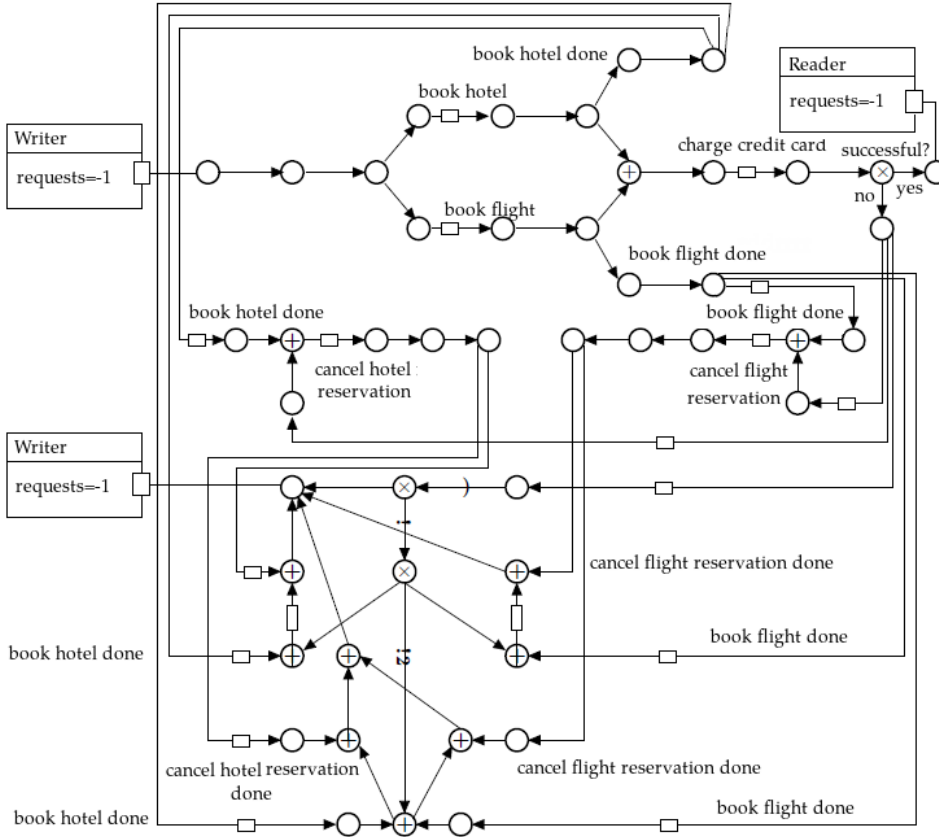 book hotel done
Reader
requests=-1
book hotel
Writer
requests=-1
charge credit card
successful?
no
yes
book flight
book flight done
book hotel done
book flight done
cancel hotel
reservation
cancel flight
reservation
Writer
requests=-1
)
!
cancel flight reservation done
book flight done
book hotel done
!2
cancel hotel reservation
done
cancel flight reservation done
book hotel done
book flight done